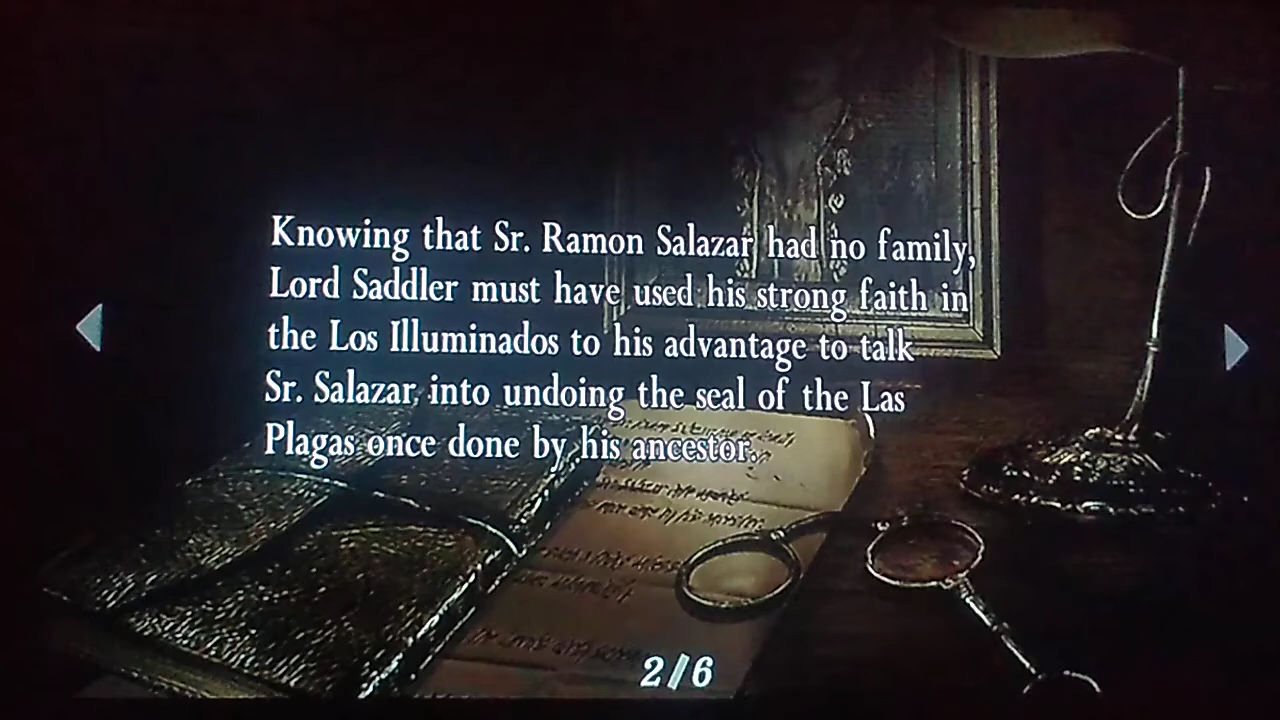 Knowing that Sr. Ramon Salazar had no family,
Lord Saddler must have used his strong faith in
the Los Illuminados to his advantage to talk
Sr. Salazar into undoing the seal of the Las
Plagas once done by his ancestor.
2/6